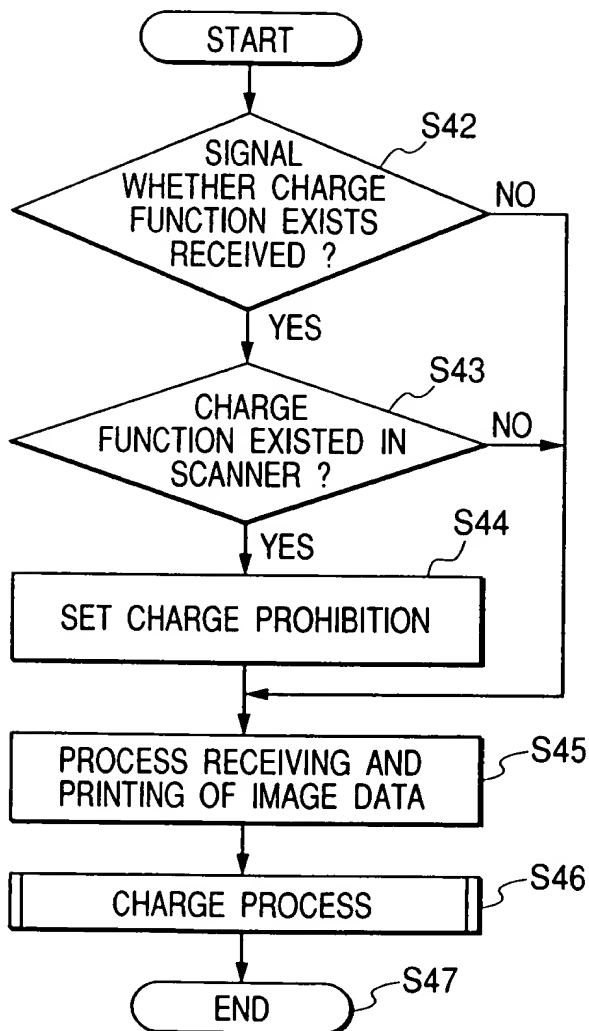 START
S42
SIGNAL
WHETHER CHARGE
FUNCTION EXISTS
RECEIVED ?
NO
YES
S43
CHARGE
FUNCTION EXISTED IN
SCANNER ?
NO
YES
S44
SET CHARGE PROHIBITION
PROCESS RECEIVING AND
PRINTING OF IMAGE DATA
S45
CHARGE PROCESS
S46
END
S47